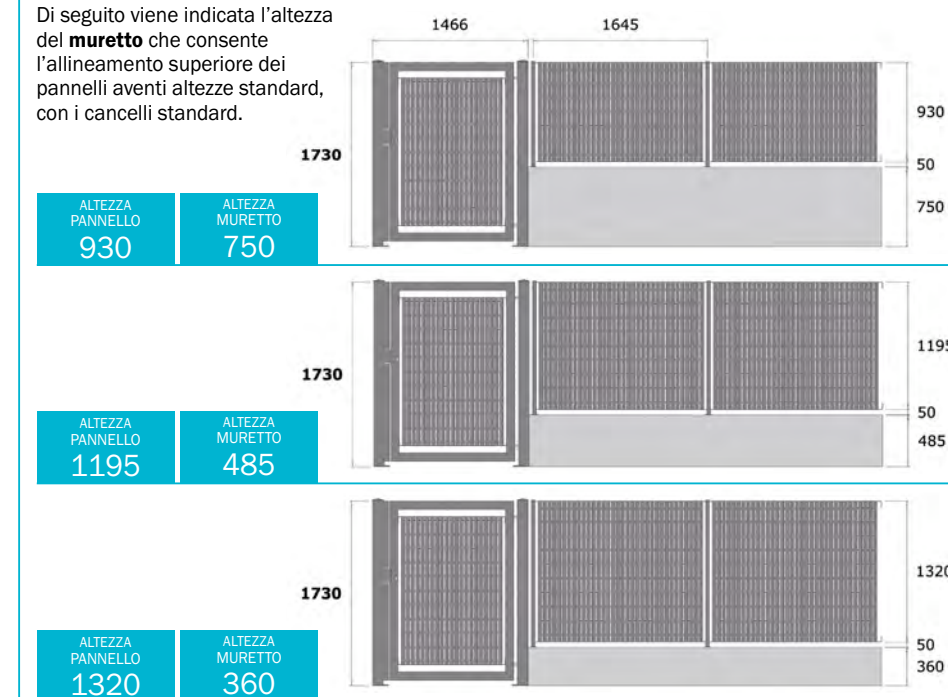 Di seguito viene indicata l’altezza
del muretto che consente
l’allineamento superiore dei
pannelli aventi altezze standard,
con i cancelli standard.
1466
1645
1730
930
50
750
ALTEZZA PANNELLO
930
ALTEZZA MURETTO
750
1730
1195
50
485
ALTEZZA PANNELLO
1195
ALTEZZA MURETTO
485
1730
1320
50
360
ALTEZZA PANNELLO
1320
ALTEZZA MURETTO
360